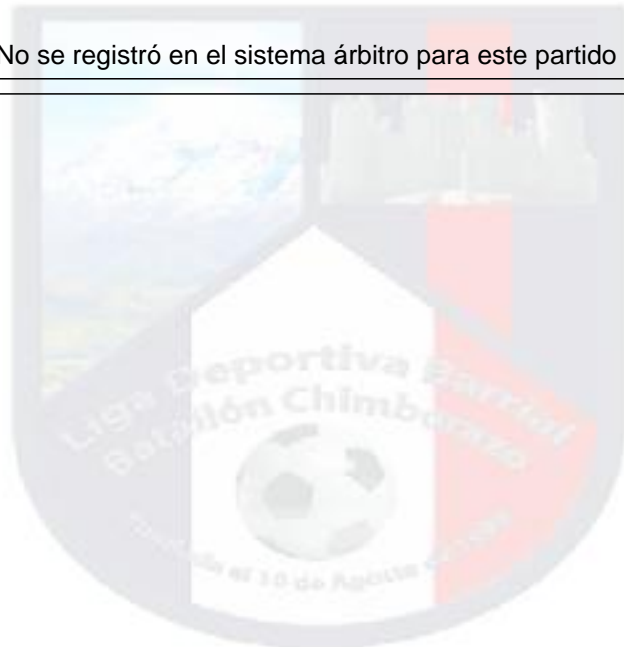 No se registró en el sistema árbitro para este partido
Liga Deportiva Barrial
Batallón Chimborazo
el 10 de Agosto